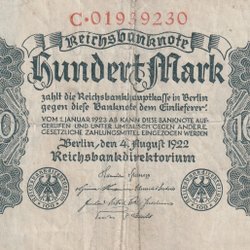 C·01959230
Reichsbanknote
Hundert Mark
zahlt die Reichsbankhauptkasse in Berlin
gegen diese Banknote dem Einlieferer.
VOM 1. JANUAR 1923 AB KANN DIESE BANKNOTE AUF-
GERUFEN UND UNTER UMTAUSCH GEGEN ANDERE
GESETZLICHE ZAHLUNGSMITTEL EINGEZOGEN WERDEN
Berlin, den 4. August 1922
Reichsbankdirektorium